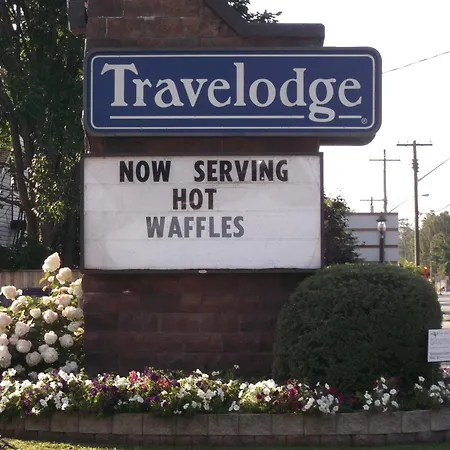 Travelodge®
NOW SERVING
HOT
WAFFLES